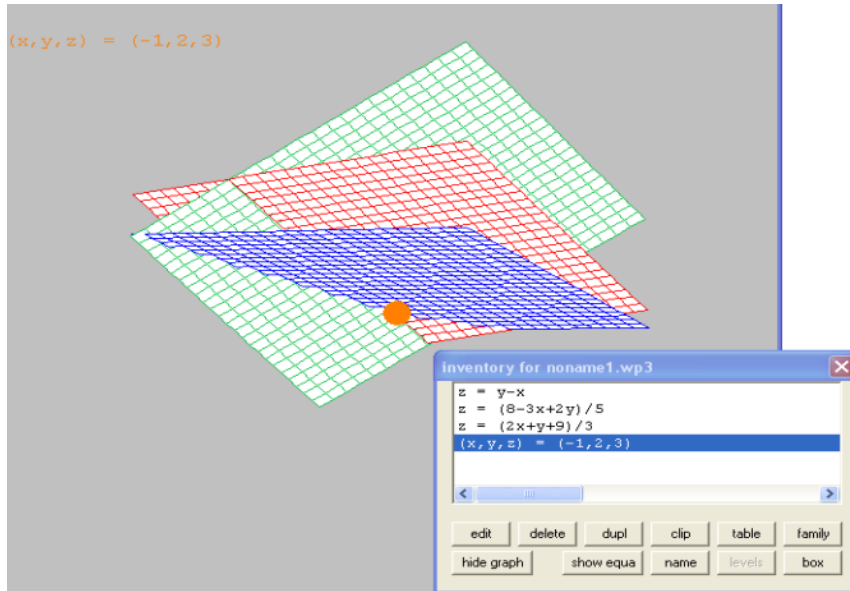 (x,y,z) = (-1,2,3)
inventory for noname1.wp3
z = y-x
z = (8-3x+2y)/5
z = (2x+y+9)/3
(x,y,z) = (-1,2,3)
edit delete dupl clip table family
hide graph show equa name levels box